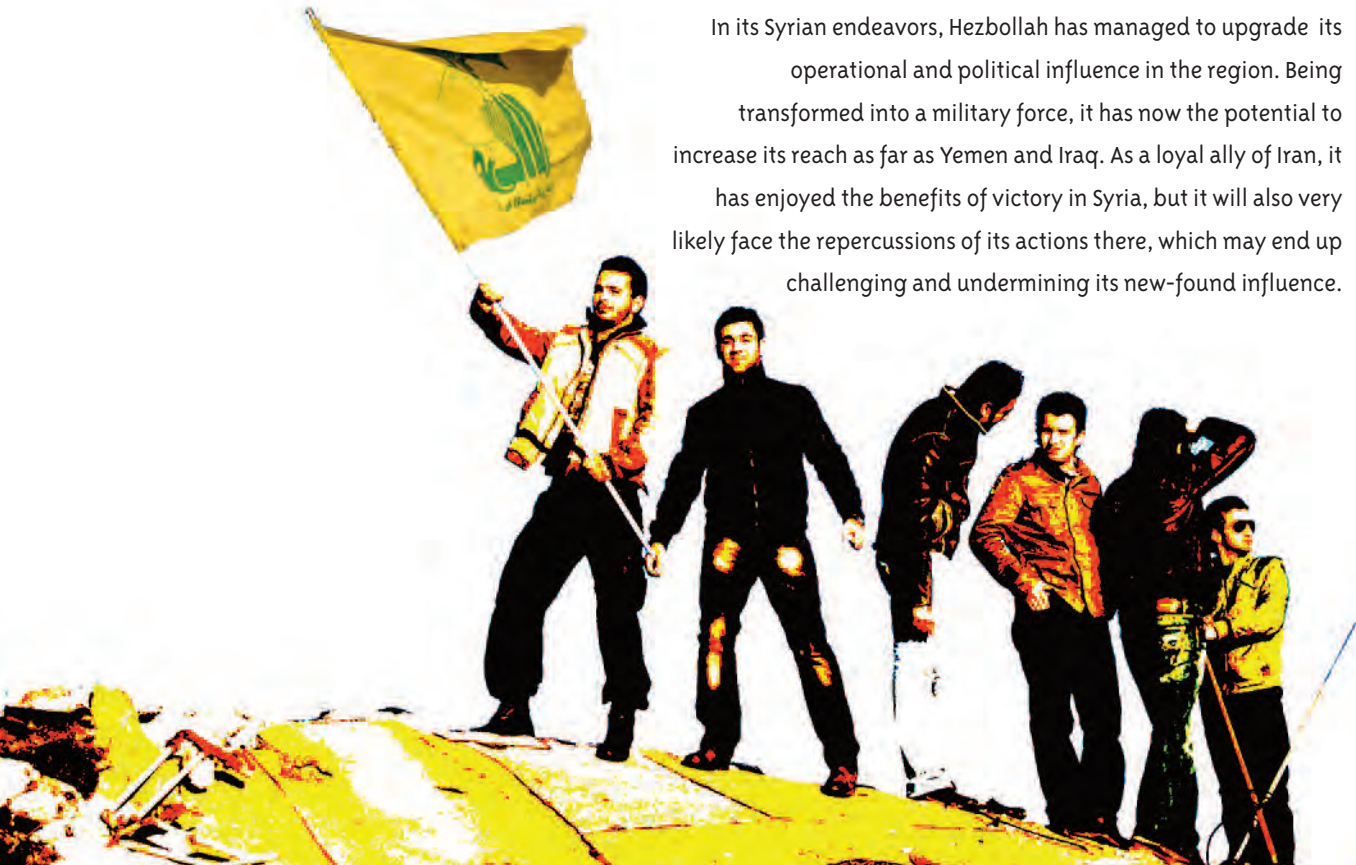 In its Syrian endeavors, Hezbollah has managed to upgrade its
operational and political influence in the region. Being
transformed into a military force, it has now the potential to
increase its reach as far as Yemen and Iraq. As a loyal ally of Iran, it
has enjoyed the benefits of victory in Syria, but it will also very
likely face the repercussions of its actions there, which may end up
challenging and undermining its new-found influence.